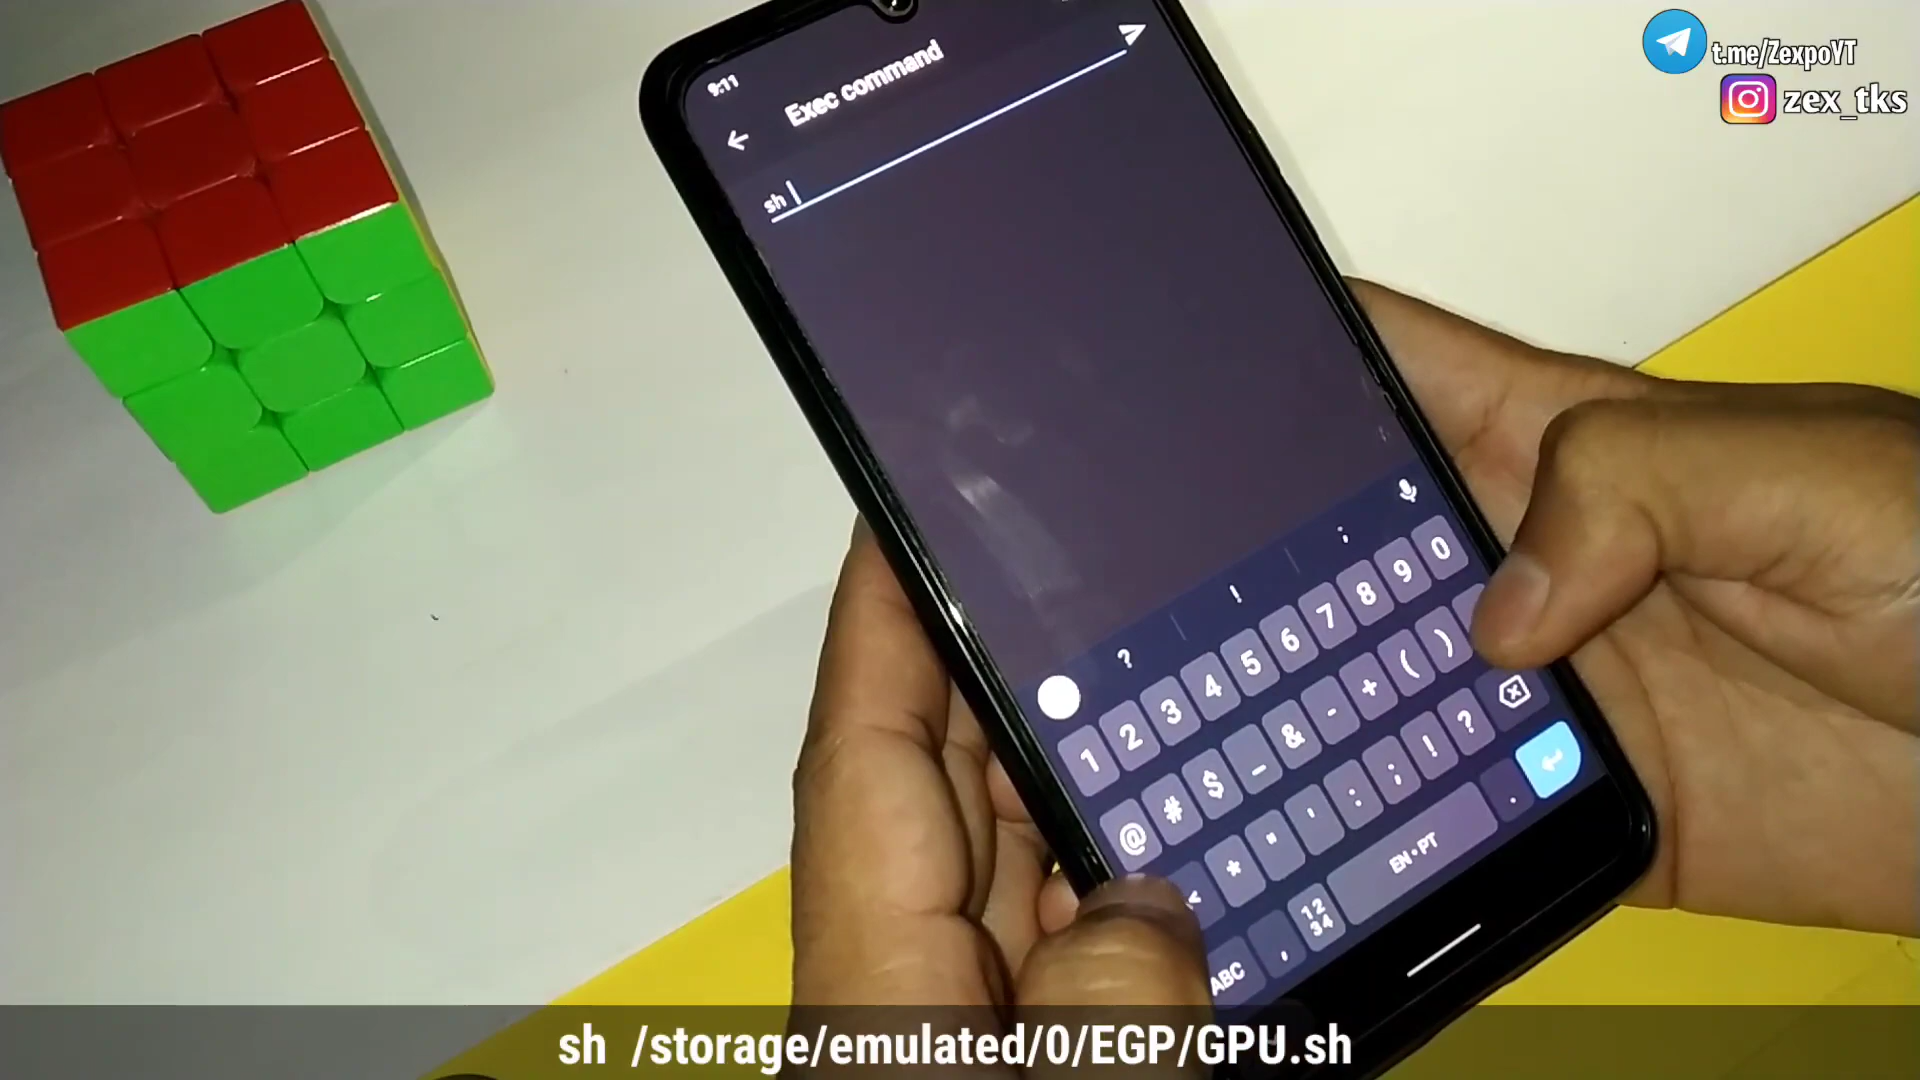 t.me/ZexpoYT
zex_tks
9:11
Exec command
sh
? ! ;
1 2 3 4 5 6 7 8 9 0
@ # $ _ & - + ( )
* " ' : ; ! ?
ABC , 12 34 EN • PT .
sh /storage/emulated/0/EGP/GPU.sh